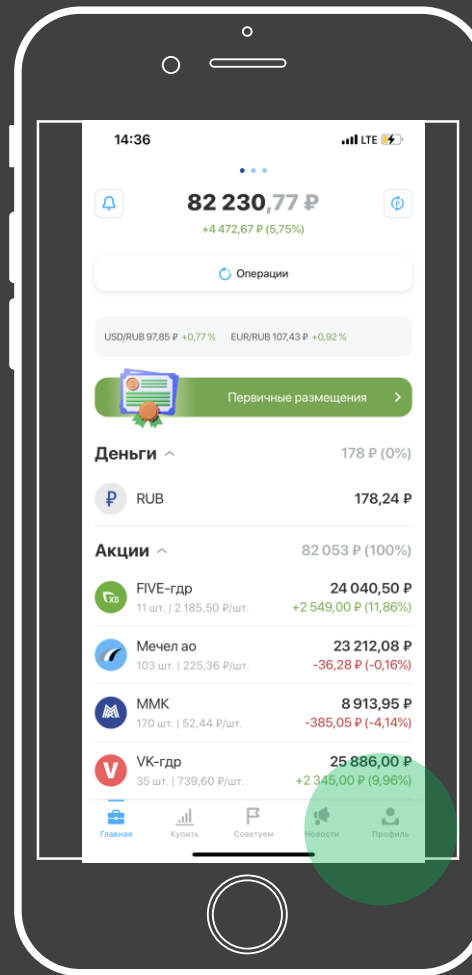 14:36
LTE
82 230,77 ₽
+4 472,67 ₽ (5,75%)
Операции
USD/RUB 97,85 ₽ +0,77 % EUR/RUB 107,43 ₽ +0,92 %
Первичные размещения
Деньги 178 ₽ (0%)
RUB 178,24 ₽
Акции 82 053 ₽ (100%)
X5
FIVE-гдр 24 040,50 ₽
11 шт. | 2 185,50 ₽/шт. +2 549,00 ₽ (11,86%)
Мечел ао 23 212,08 ₽
103 шт. | 225,36 ₽/шт. -36,28 ₽ (-0,16%)
ММК 8 913,95 ₽
170 шт. | 52,44 ₽/шт. -385,05 ₽ (-4,14%)
VK-гдр 25 886,00 ₽
35 шт. | 739,60 ₽/шт. +2 345,00 ₽ (9,96%)
Главная Купить Советуем Новости Профиль